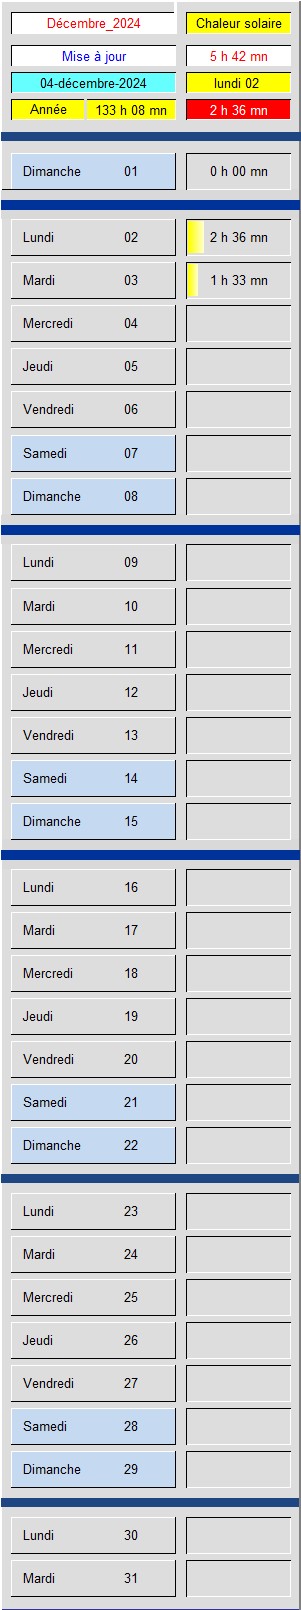 Décembre_2024 Chaleur solaire
Mise à jour 5 h 42 mn
04-décembre-2024 lundi 02
Année 133 h 08 mn 2 h 36 mn
Dimanche 01 0 h 00 mn
Lundi 02 2 h 36 mn
Mardi 03 1 h 33 mn
Mercredi 04
Jeudi 05
Vendredi 06
Samedi 07
Dimanche 08
Lundi 09
Mardi 10
Mercredi 11
Jeudi 12
Vendredi 13
Samedi 14
Dimanche 15
Lundi 16
Mardi 17
Mercredi 18
Jeudi 19
Vendredi 20
Samedi 21
Dimanche 22
Lundi 23
Mardi 24
Mercredi 25
Jeudi 26
Vendredi 27
Samedi 28
Dimanche 29
Lundi 30
Mardi 31